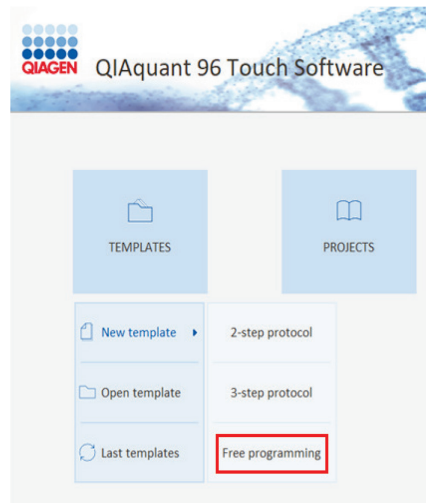 QIAGEN
QIAquant 96 Touch Software
TEMPLATES
PROJECTS
New template
2-step protocol
Open template
3-step protocol
Last templates
Free programming